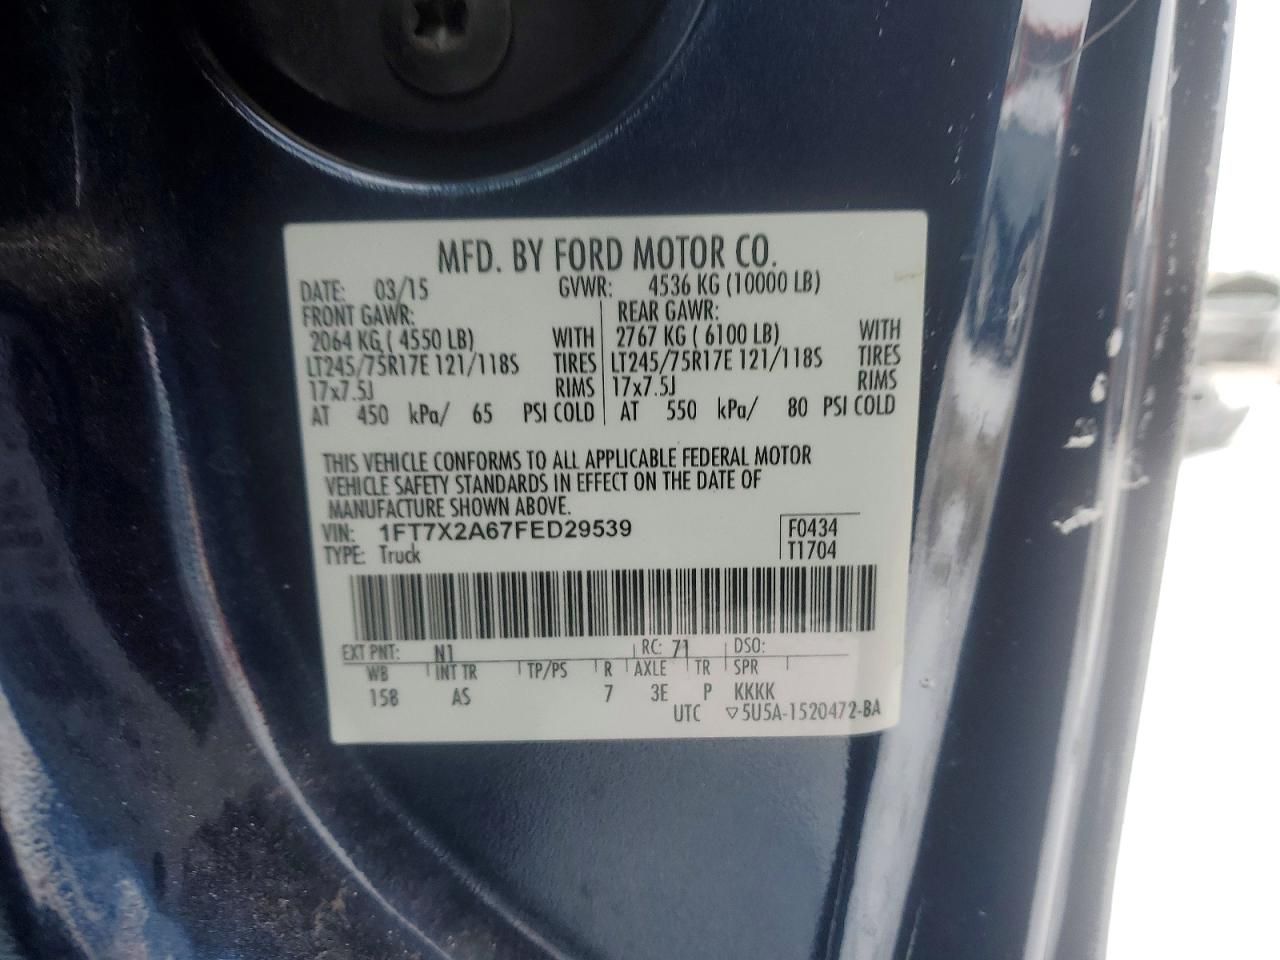 MFD. BY FORD MOTOR CO.
DATE: 03/15 GVWR: 4536 KG (10000 LB)
FRONT GAWR: REAR GAWR:
2064 KG ( 4550 LB) WITH 2767 KG ( 6100 LB) WITH
LT245/75R17E 121/118S TIRES LT245/75R17E 121/118S TIRES
17x7.5J RIMS 17x7.5J RIMS
AT 450 kPa/ 65 PSI COLD AT 550 kPa/ 80 PSI COLD
THIS VEHICLE CONFORMS TO ALL APPLICABLE FEDERAL MOTOR
VEHICLE SAFETY STANDARDS IN EFFECT ON THE DATE OF
MANUFACTURE SHOWN ABOVE.
VIN: 1FT7X2A67FED29539 F0434
TYPE: Truck T1704
EXT PNT: N1 RC: 71 DSO:
WB INT TR TP/PS R AXLE TR SPR
158 AS 7 3E P KKKK
UTC ▽5U5A-1520472-BA